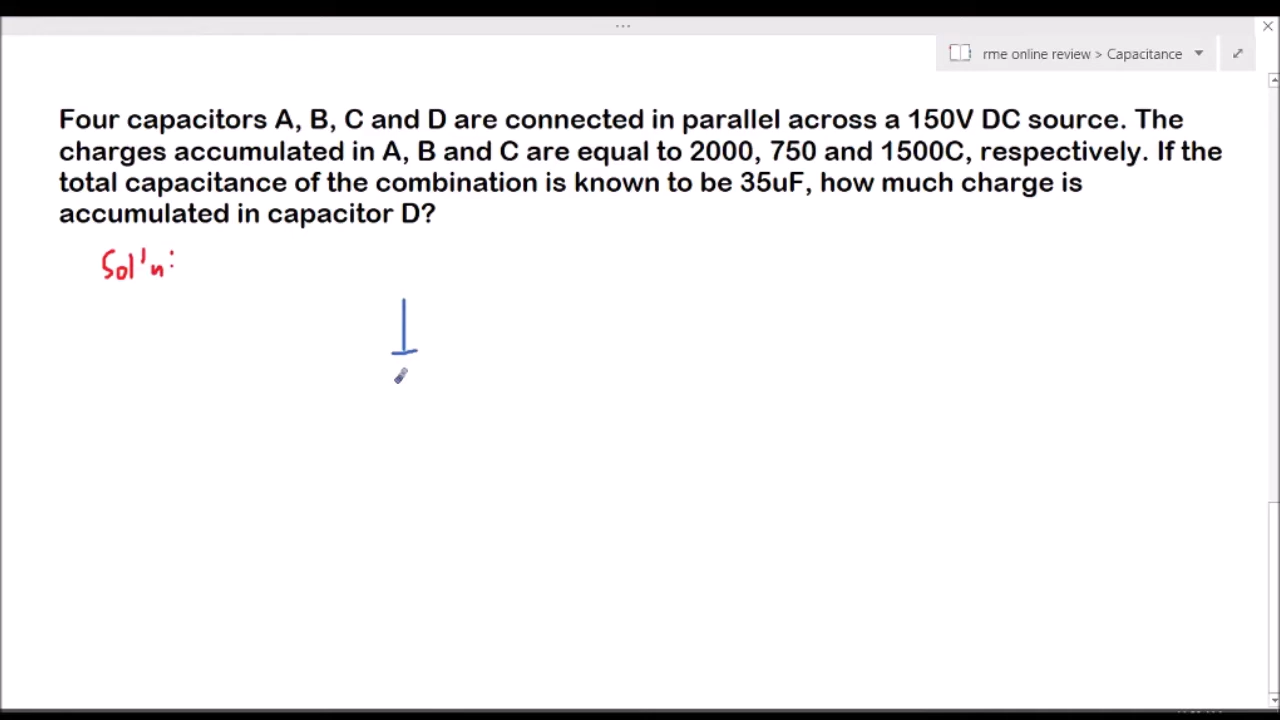 rme online review > Capacitance
Four capacitors A, B, C and D are connected in parallel across a 150V DC source. The
charges accumulated in A, B and C are equal to 2000, 750 and 1500C, respectively. If the
total capacitance of the combination is known to be 35uF, how much charge is
accumulated in capacitor D?
Sol'n: